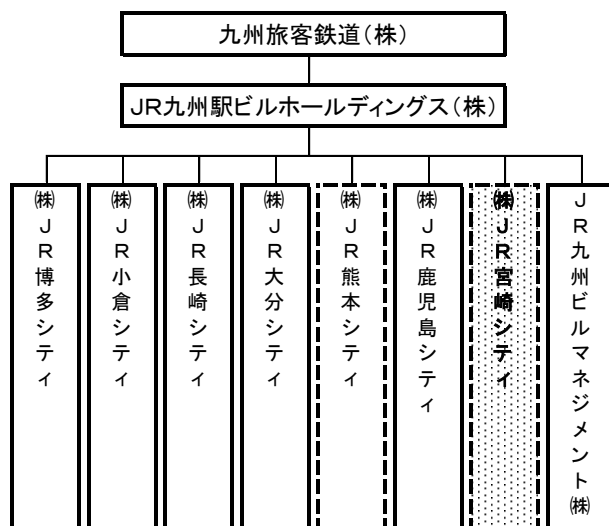 九州旅客鉄道（株）
ＪＲ九州駅ビルホールディングス（株）
㈱ＪＲ博多シティ
㈱ＪＲ小倉シティ
㈱ＪＲ長崎シティ
㈱ＪＲ大分シティ
㈱ＪＲ熊本シティ
㈱ＪＲ鹿児島シティ
㈱ＪＲ宮崎シティ
ＪＲ九州ビルマネジメント㈱